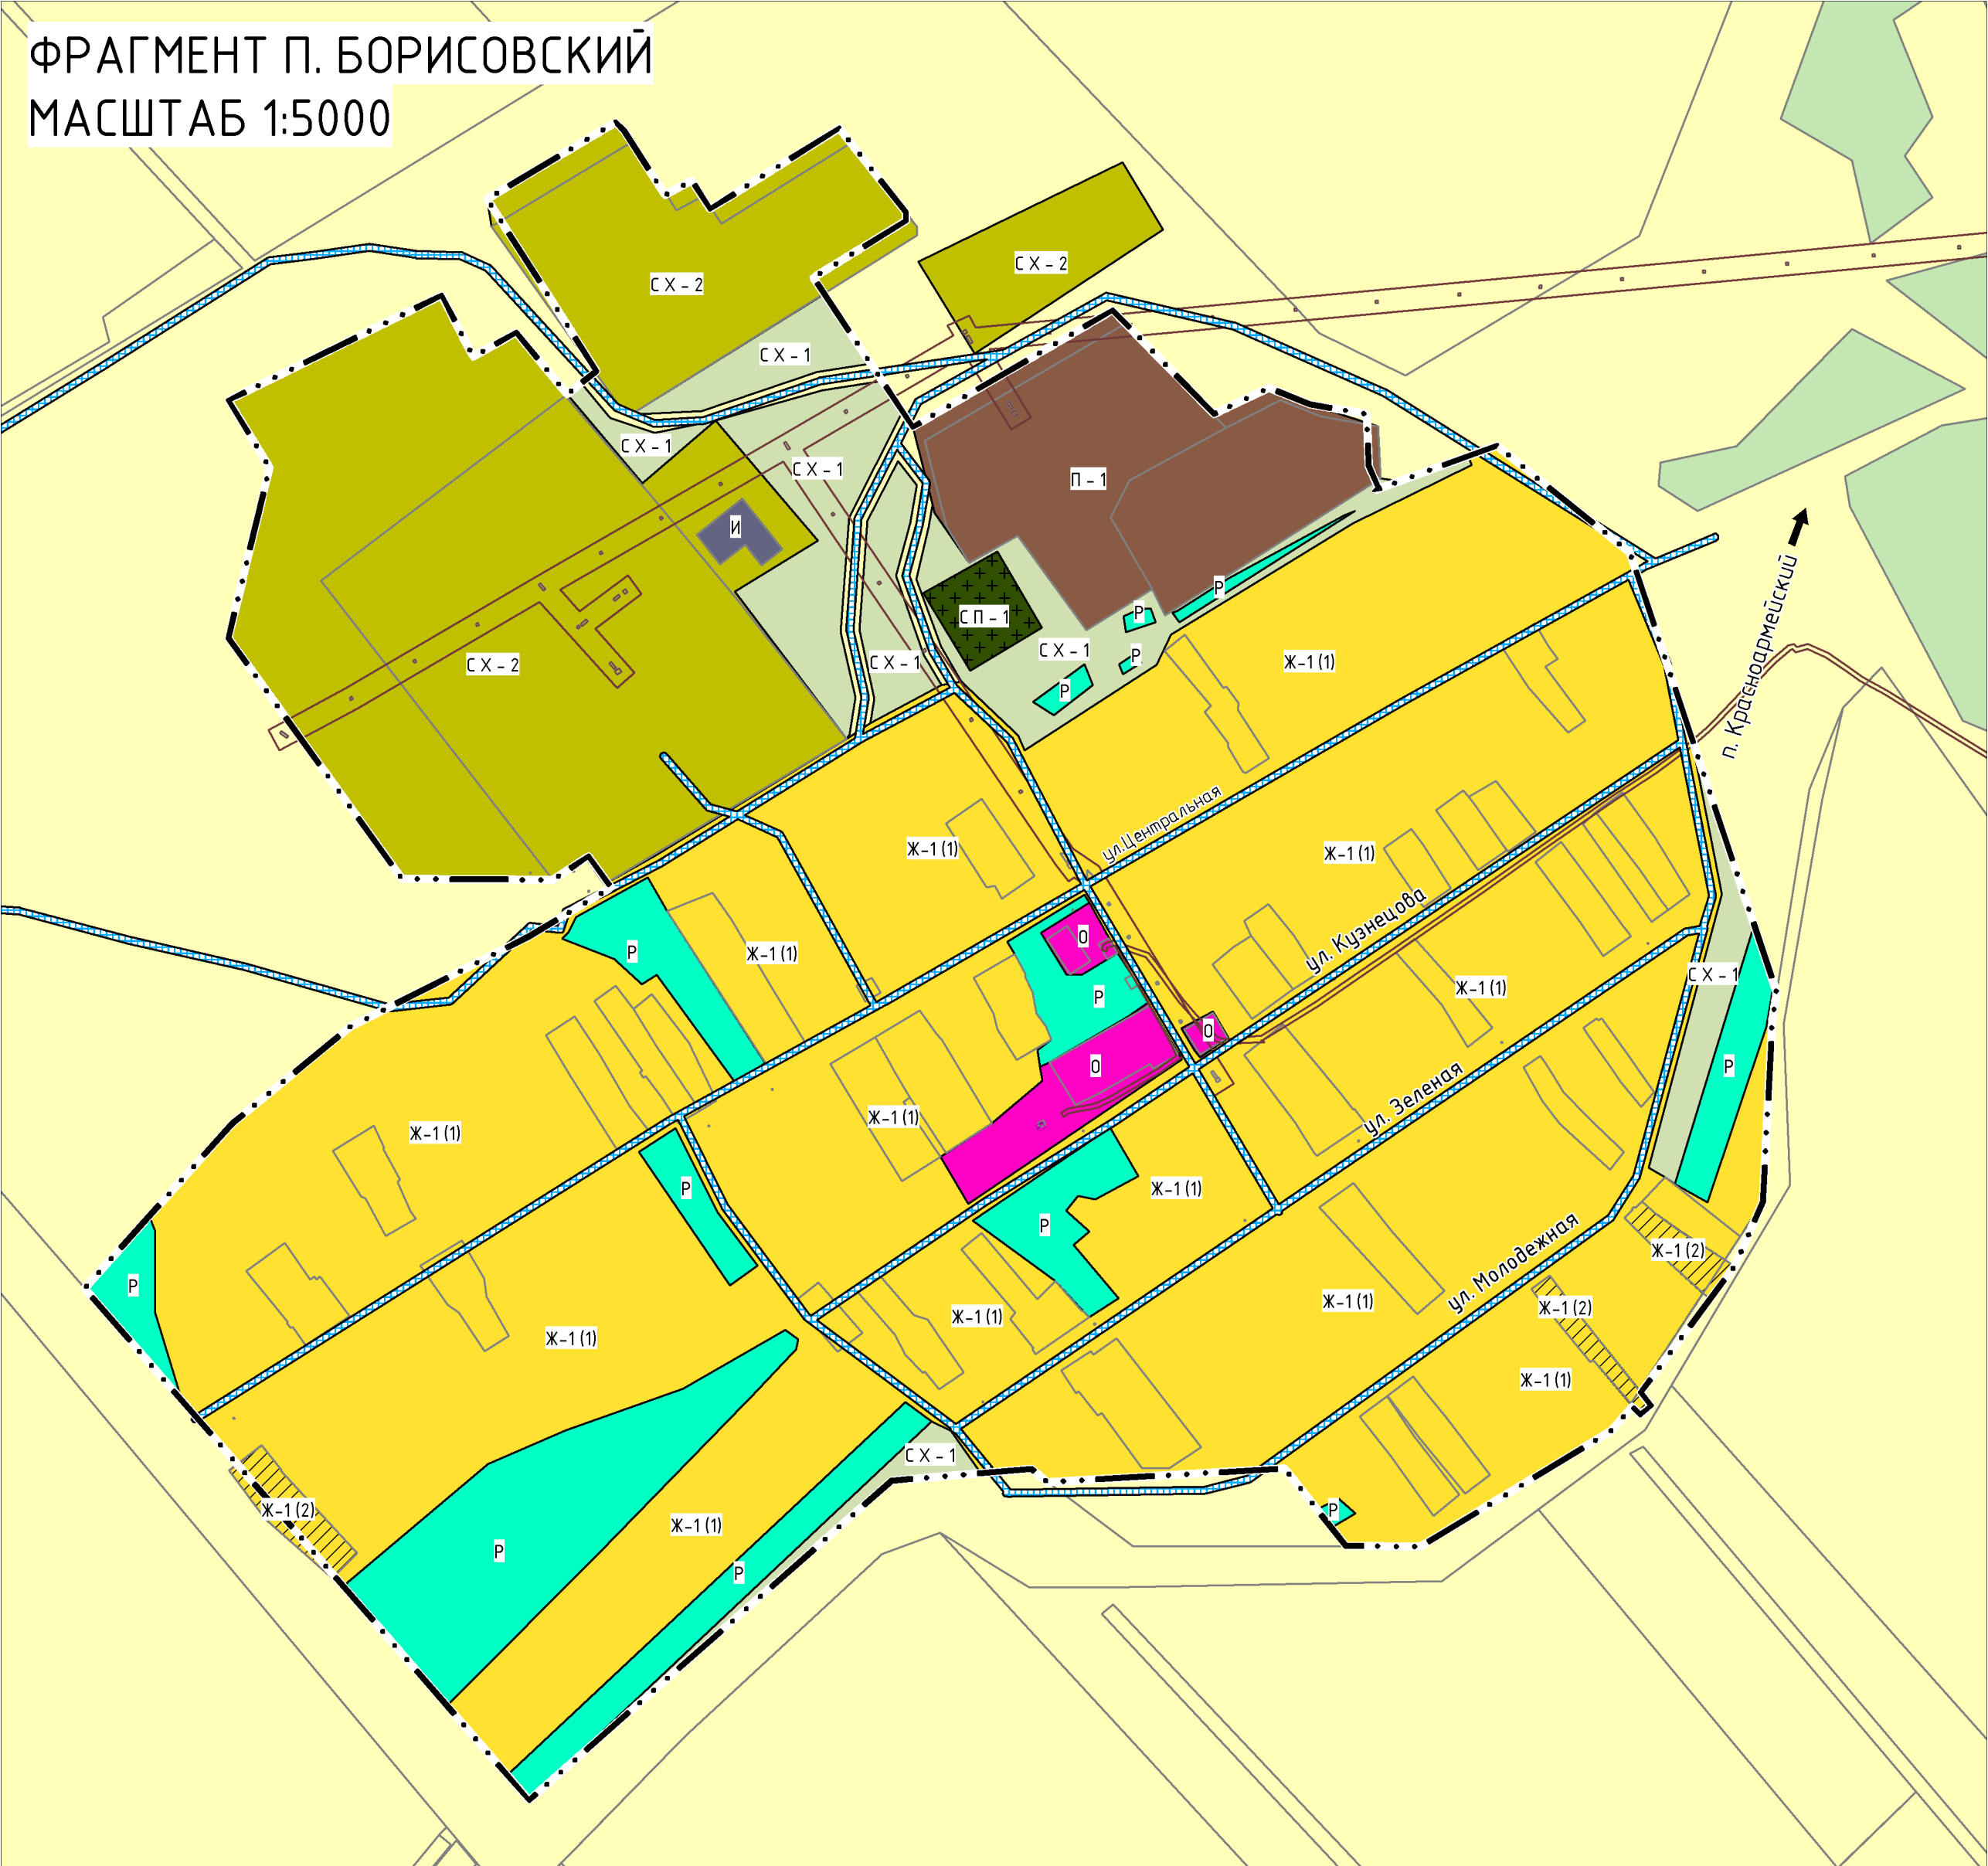 ФРАГМЕНТ П. БОРИСОВСКИЙ
МАСШТАБ 1:5000
СХ-2
СХ-2
СХ-1
СХ-1
СХ-1
П-1
И
Р
Р
СП-1
СХ-1
Р
СХ-1
СХ-2
Ж-1(1)
Р
п. Красноармейский
ул.Центральная
Ж-1(1)
Ж-1(1)
ул. Кузнецова
О
Р
Ж-1(1)
СХ-1
Ж-1(1)
Р
О
О
Р
ул. Зеленая
Ж-1(1)
Ж-1(1)
Р
Ж-1(1)
Р
Ж-1(2)
ул. Молодежная
Р
Ж-1(1)
Ж-1(2)
Ж-1(1)
Ж-1(1)
Ж-1(1)
СХ-1
Ж-1(2)
Р
Ж-1(1)
Р
Р